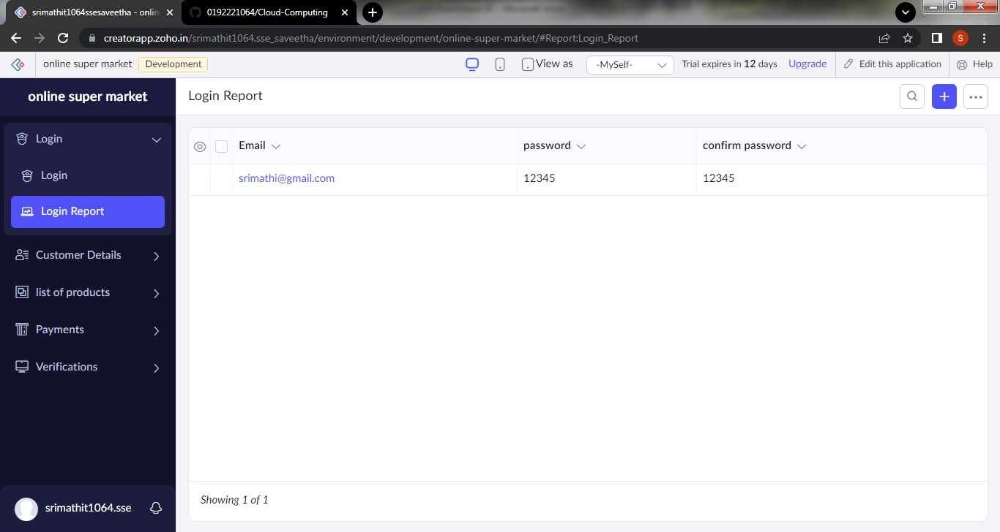 srimathit1064ssesaveetha - onlin
0192221064/Cloud-Computing
creatorapp.zoho.in/srimathit1064.sse_saveetha/environment/development/online-super-market/#Report:Login_Report
S
online super market
Development
View as
-MySelf-
Trial expires in 12 days
Upgrade
Edit this application
Help
online super market
Login Report
Login
Login
Login Report
Customer Details
list of products
Payments
Verifications
Email
password
confirm password
srimathi@gmail.com
12345
12345
Showing 1 of 1
srimathit1064.sse